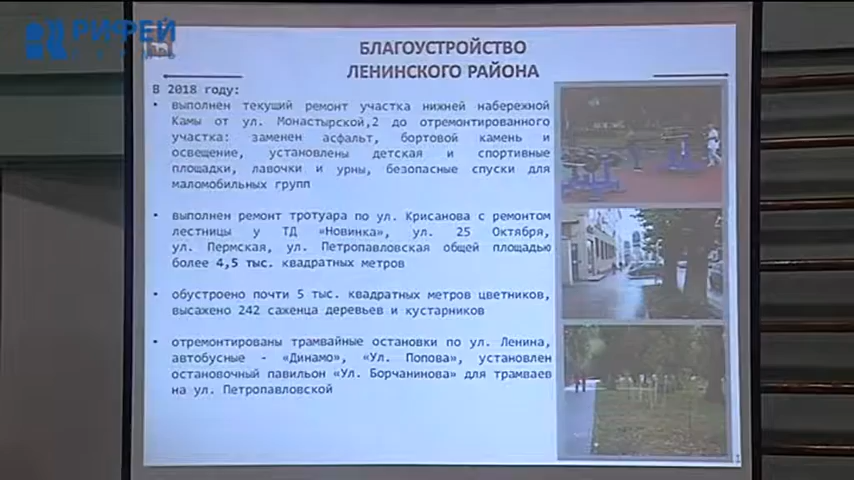 РИФЕЙ
ПЕРМЬ
БЛАГОУСТРОЙСТВО
ЛЕНИНСКОГО РАЙОНА
В 2018 году:
• выполнен текущий ремонт участка нижней набережной
Камы от ул. Монастырской,2 до отремонтированного
участка: заменен асфальт, бортовой камень и
освещение, установлены детская и спортивные
площадки, лавочки и урны, безопасные спуски для
маломобильных групп
• выполнен ремонт тротуара по ул. Крисанова с ремонтом
лестницы у ТД «Новинка», ул. 25 Октября,
ул. Пермская, ул. Петропавловская общей площадью
более 4,5 тыс. квадратных метров
• обустроено почти 5 тыс. квадратных метров цветников,
высажено 242 саженца деревьев и кустарников
• отремонтированы трамвайные остановки по ул. Ленина,
автобусные - «Динамо», «Ул. Попова», установлен
остановочный павильон «Ул. Борчанинова» для трамваев
на ул. Петропавловской